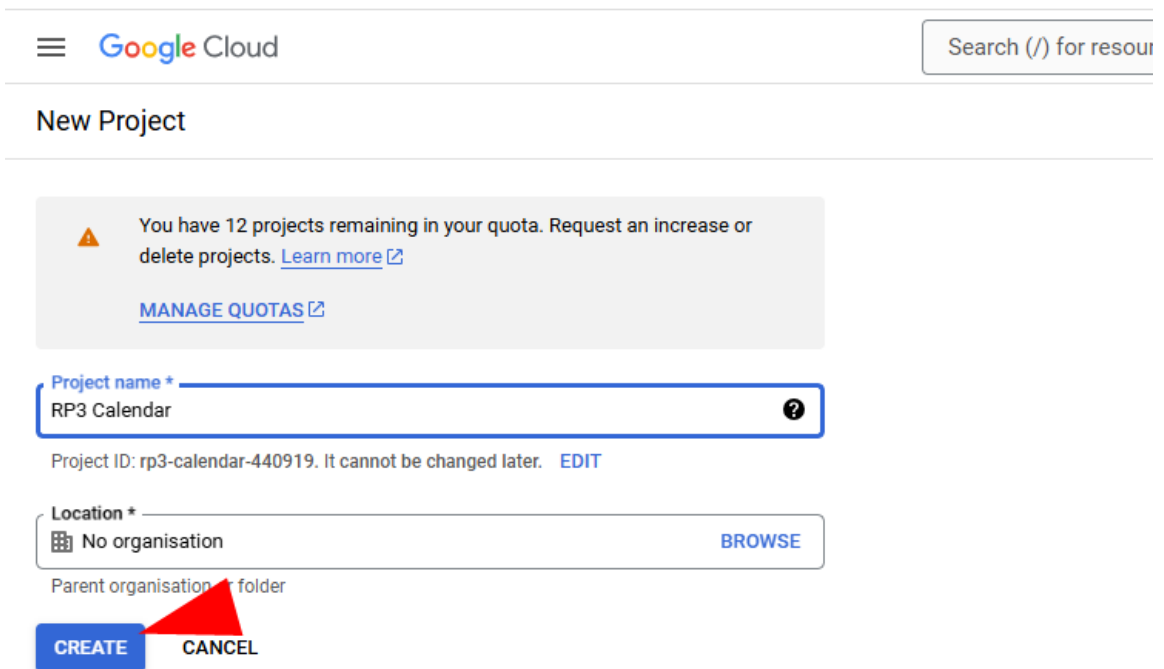 Google Cloud
Search (/) for resour
New Project
You have 12 projects remaining in your quota. Request an increase or
delete projects. Learn more
MANAGE QUOTAS
Project name *
RP3 Calendar
Project ID: rp3-calendar-440919. It cannot be changed later. EDIT
Location *
No organisation BROWSE
Parent organisation or folder
CREATE CANCEL